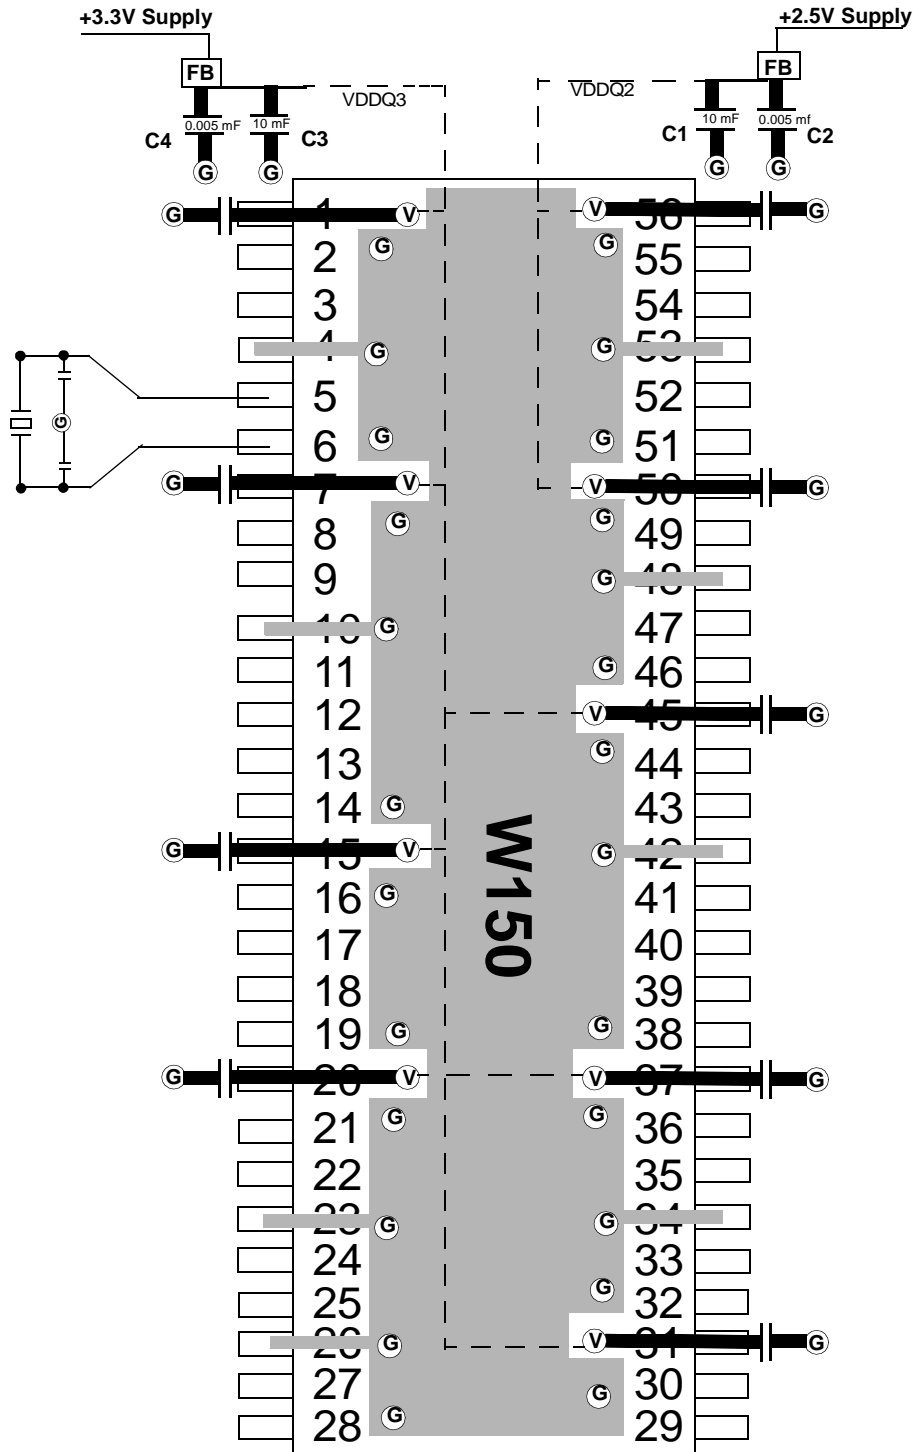 +3.3V Supply
+2.5V Supply
FB
FB
VDDQ3
VDDQ2
0.005 mF
10 mF
10 mF
0.005 mf
C4
C3
C1
C2
G
G
G
G
G
1
V
V
56
G
2
G
G
55
3
54
4
G
G
53
5
52
G
6
G
G
51
G
7
V
V
50
G
8
G
G
49
9
G
48
10
G
47
11
G
46
12
V
45
G
13
G
44
14
G
43
G
15
V
G
42
16
G
41
W150
17
40
18
39
19
G
G
38
G
20
V
V
37
G
21
G
G
36
22
35
23
G
G
34
24
33
25
G
32
26
G
V
31
G
27
G
30
28
G
29